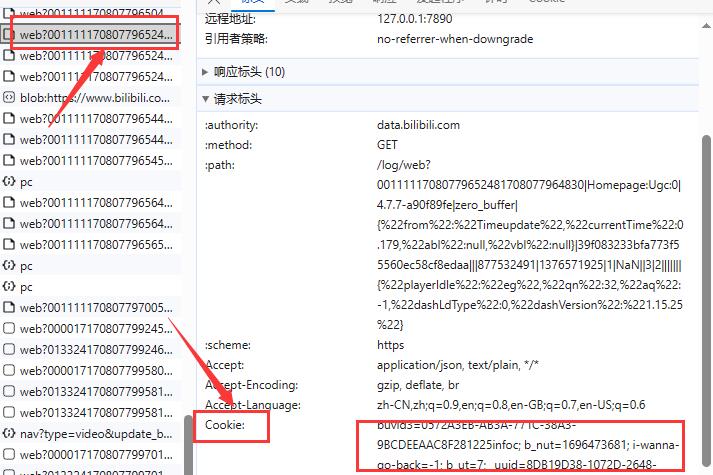 web?001111170807796504...
web?001111170807796524...
web?001111170807796524...
web?001111170807796524...
blob:https://www.bilibili.co...
web?001111170807796544...
web?001111170807796544...
web?001111170807796545...
pc
web?001111170807796564...
web?001111170807796564...
web?001111170807796565...
pc
pc
web?001111170807797005...
web?000017170807799245...
web?013324170807799246...
web?000017170807799580...
web?013324170807799581...
web?013324170807799581...
nav?type=video&update_b...
web?000017170807799701...
Cookie
远程地址: 127.0.0.1:7890
引用者策略: no-referrer-when-downgrade
响应标头 (10)
请求标头
:authority: data.bilibili.com
:method: GET
:path: /log/web?
00111117080779652481708077964830|Homepage:Ugc:0|
4.7.7-a90f89fe|zero_buffer|
{%22from%22:%22Timeupdate%22,%22currentTime%22:0
.179,%22abl%22:null,%22vbl%22:null}|39f083233bfa773f5
5560ec58cf8edaa|||877532491|1376571925|1|NaN||3|2|||||||
{%22playerIdle%22:%22eg%22,%22qn%22:32,%22aq%22:
-1,%22dashLdType%22:0,%22dashVersion%22:%221.15.25
%22}
:scheme: https
Accept: application/json, text/plain, */*
Accept-Encoding: gzip, deflate, br
Accept-Language: zh-CN,zh;q=0.9,en;q=0.8,en-GB;q=0.7,en-US;q=0.6
Cookie: buvid3=0572A3EB-AB3A-771C-38A3-
9BCDEEAAC8F281225infoc; b_nut=1696473681; i-wanna-
go-back=-1; b_ut=7; _uuid=8DB19D38-1072D-2648-